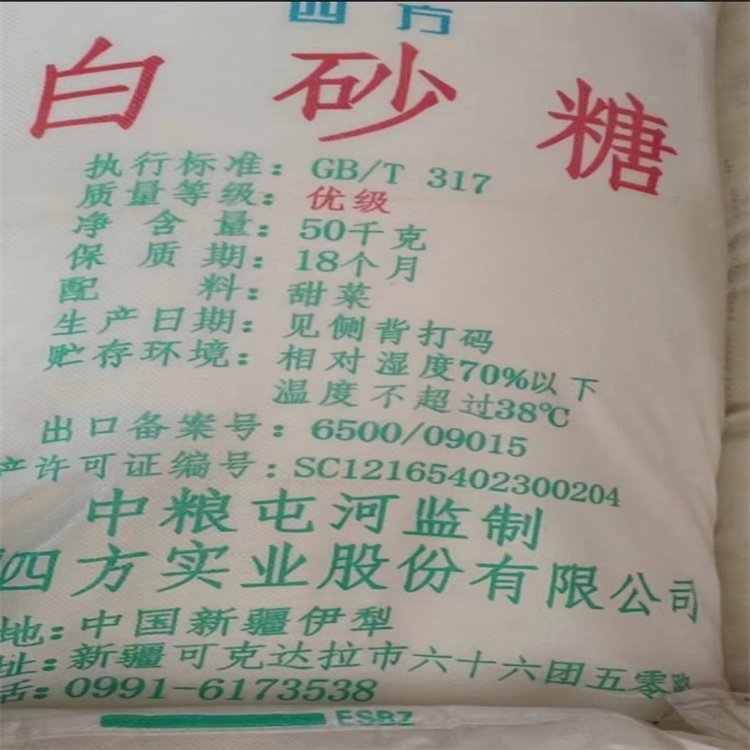 四方
白砂糖
执行标准：GB/T 317
质量等级：优级
净含量：50千克
保质期：18个月
配料：甜菜
生产日期：见侧背打码
贮存环境：相对湿度70%以下
温度不超过38℃
出口备案号：6500/09015
产许可证编号：SC12165402300204
中粮屯河监制
四方实业股份有限公司
地：中国新疆伊犁
址：新疆可克达拉市六十六团五零路
话：0991-6173538